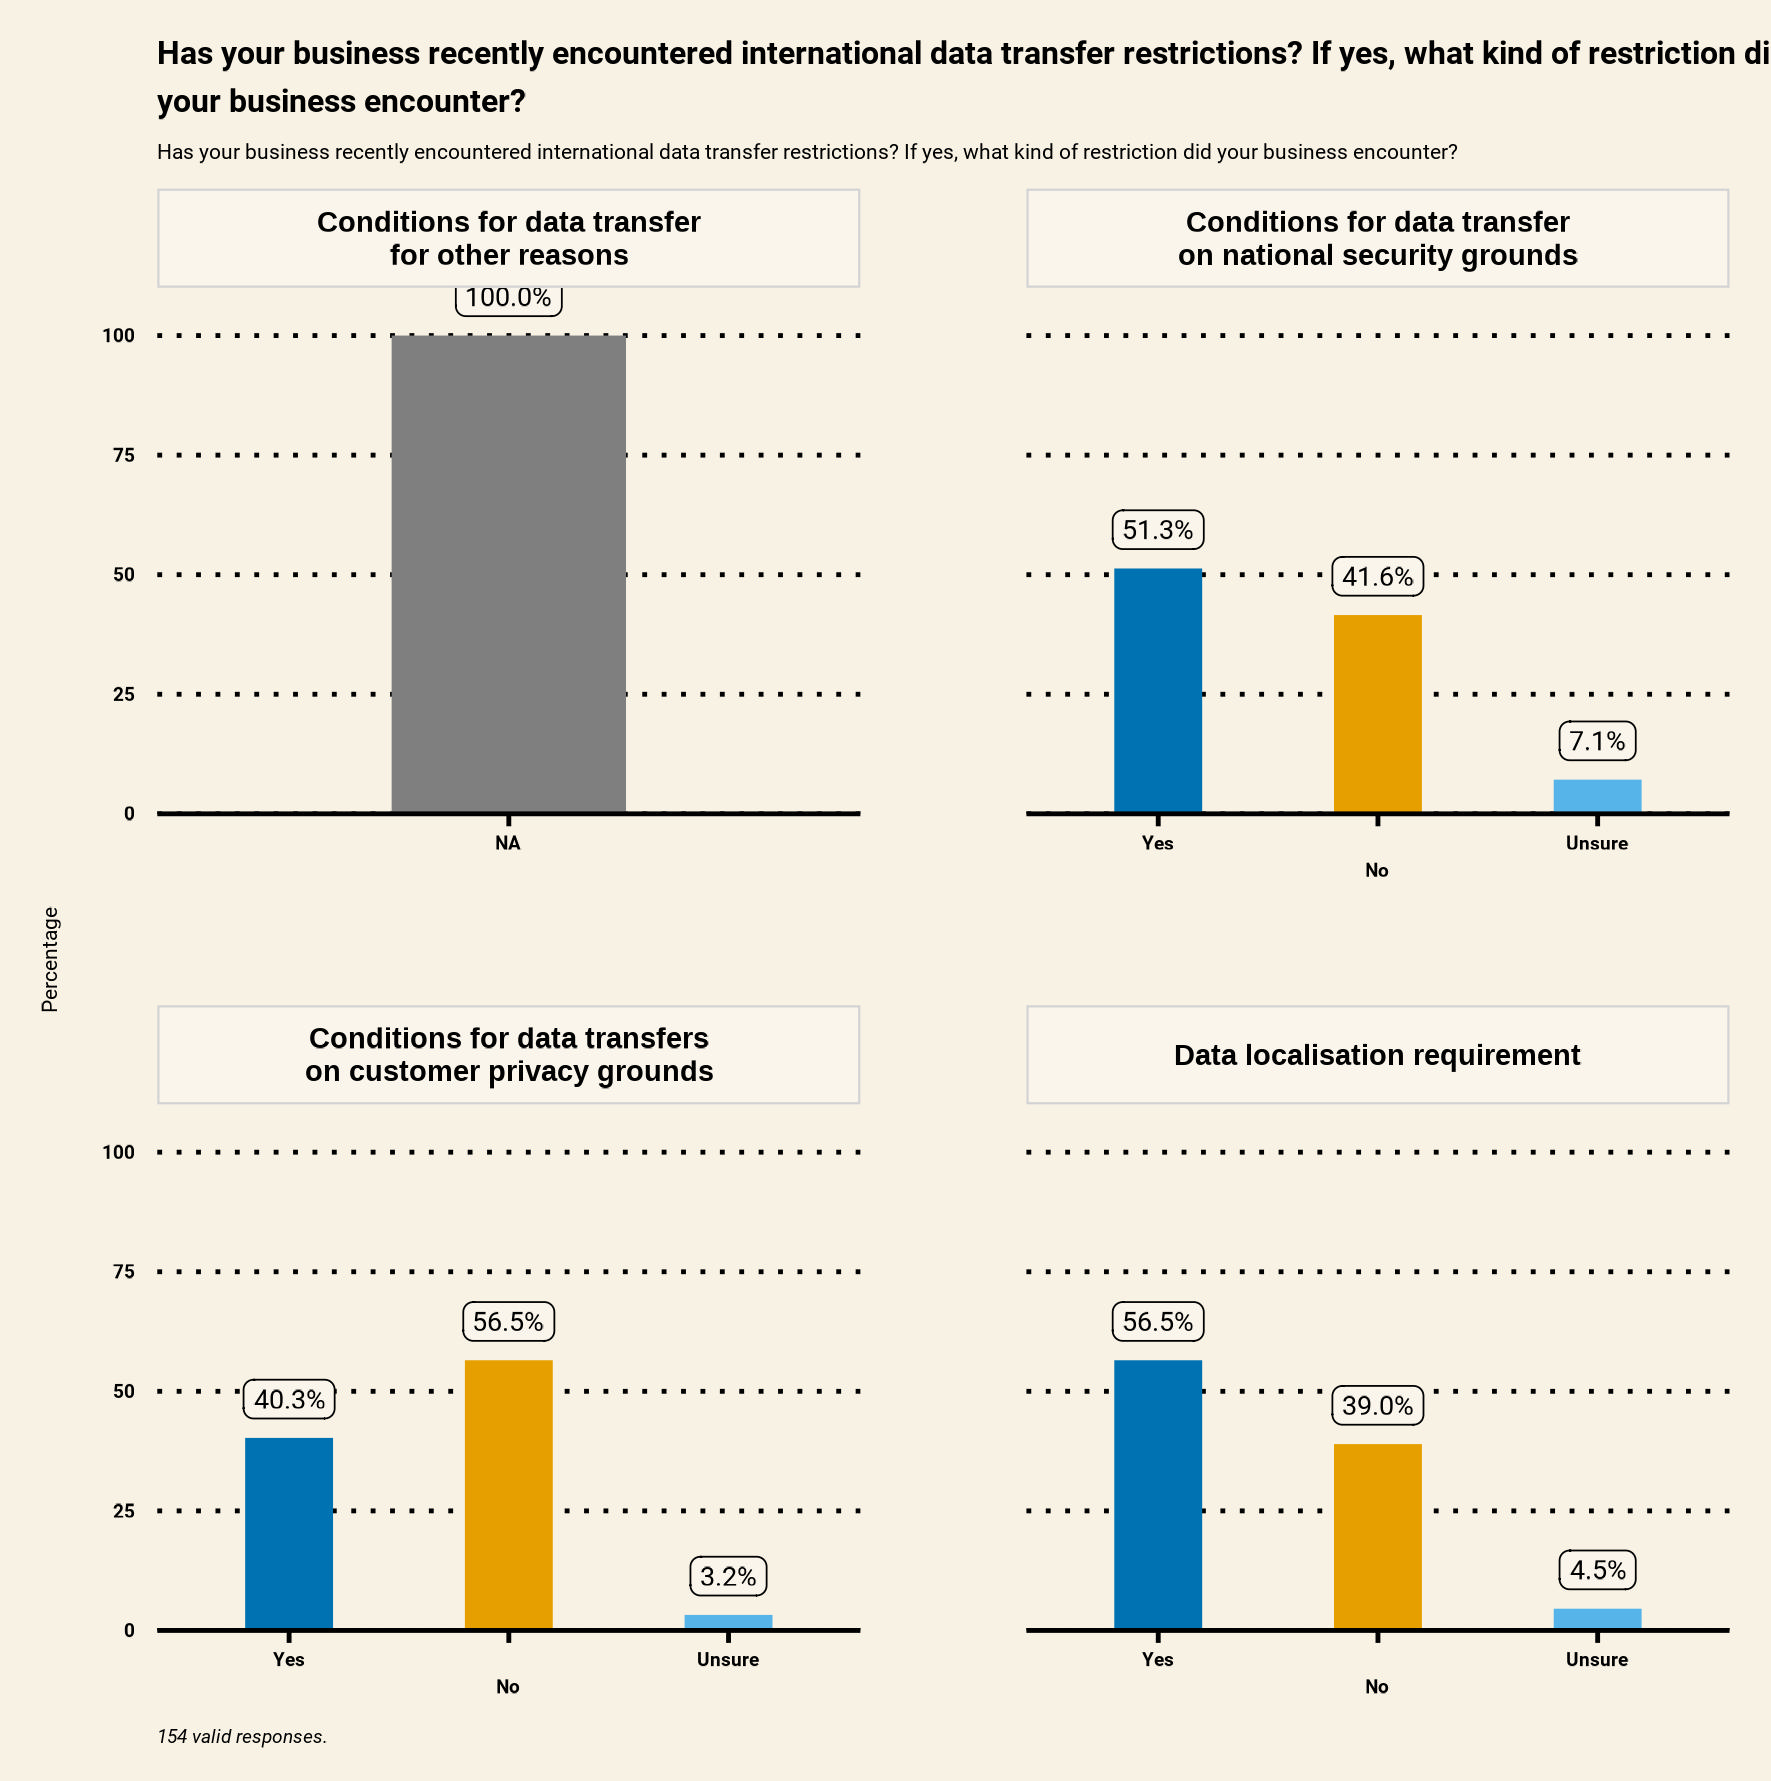 Has your business recently encountered international data transfer restrictions? If yes, what kind of restriction di
your business encounter?
Has your business recently encountered international data transfer restrictions? If yes, what kind of restriction did your business encounter?
Conditions for data transfer
for other reasons
100.0%
100
75
50
25
0
NA
Conditions for data transfer
on national security grounds
51.3%
41.6%
7.1%
Yes
No
Unsure
Percentage
Conditions for data transfers
on customer privacy grounds
100
75
50
25
0
40.3%
56.5%
3.2%
Yes
No
Unsure
Data localisation requirement
56.5%
39.0%
4.5%
Yes
No
Unsure
154 valid responses.